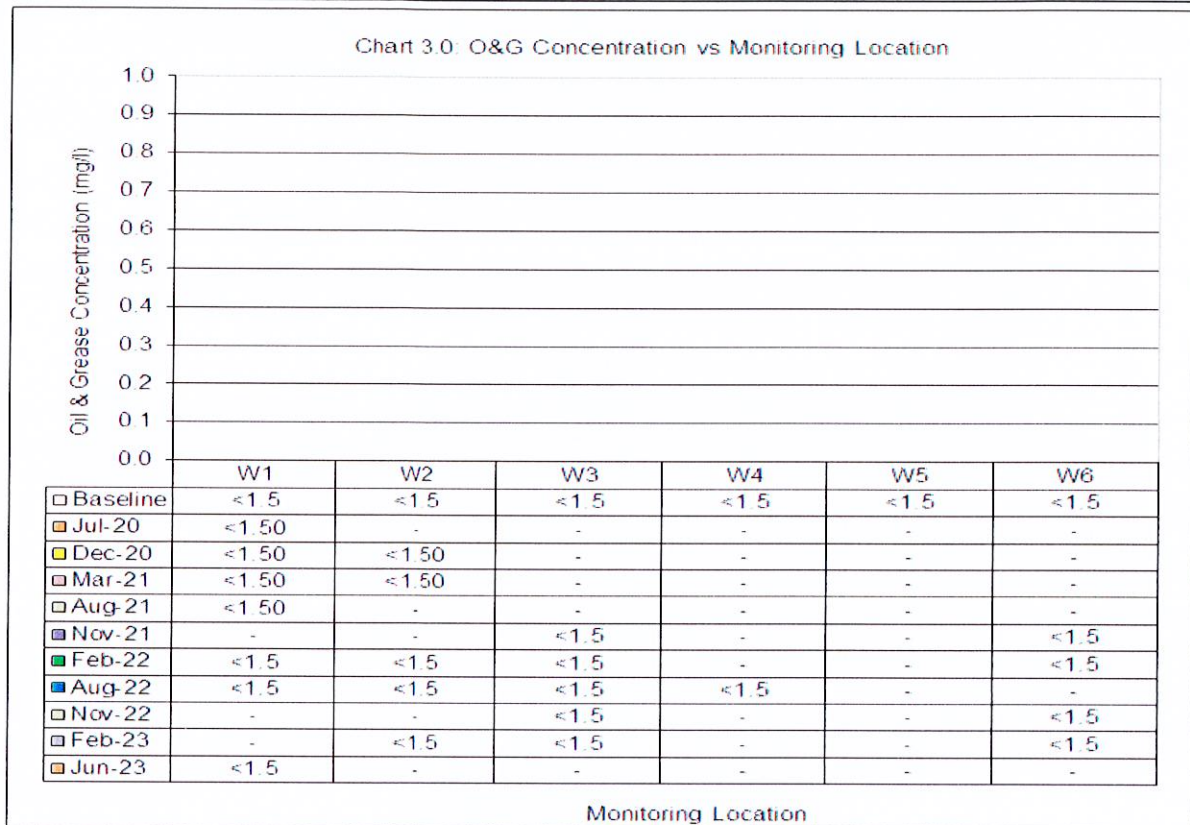 Chart 3.0: O&G Concentration vs Monitoring Location
Oil & Grease Concentration (mg/l)
1.0
0.9
0.8
0.7
0.6
0.5
0.4
0.3
0.2
0.1
0.0
W1 W2 W3 W4 W5 W6
Baseline <1.5 <1.5 <1.5 <1.5 <1.5 <1.5
Jul-20 <1.50 - - - - -
Dec-20 <1.50 <1.50 - - - -
Mar-21 <1.50 <1.50 - - - -
Aug-21 <1.50 - - - - -
Nov-21 - - <1.5 - - <1.5
Feb-22 <1.5 <1.5 <1.5 - - <1.5
Aug-22 <1.5 <1.5 <1.5 <1.5 - -
Nov-22 - - <1.5 - - <1.5
Feb-23 - <1.5 <1.5 - - <1.5
Jun-23 <1.5 - - - - -
Monitoring Location